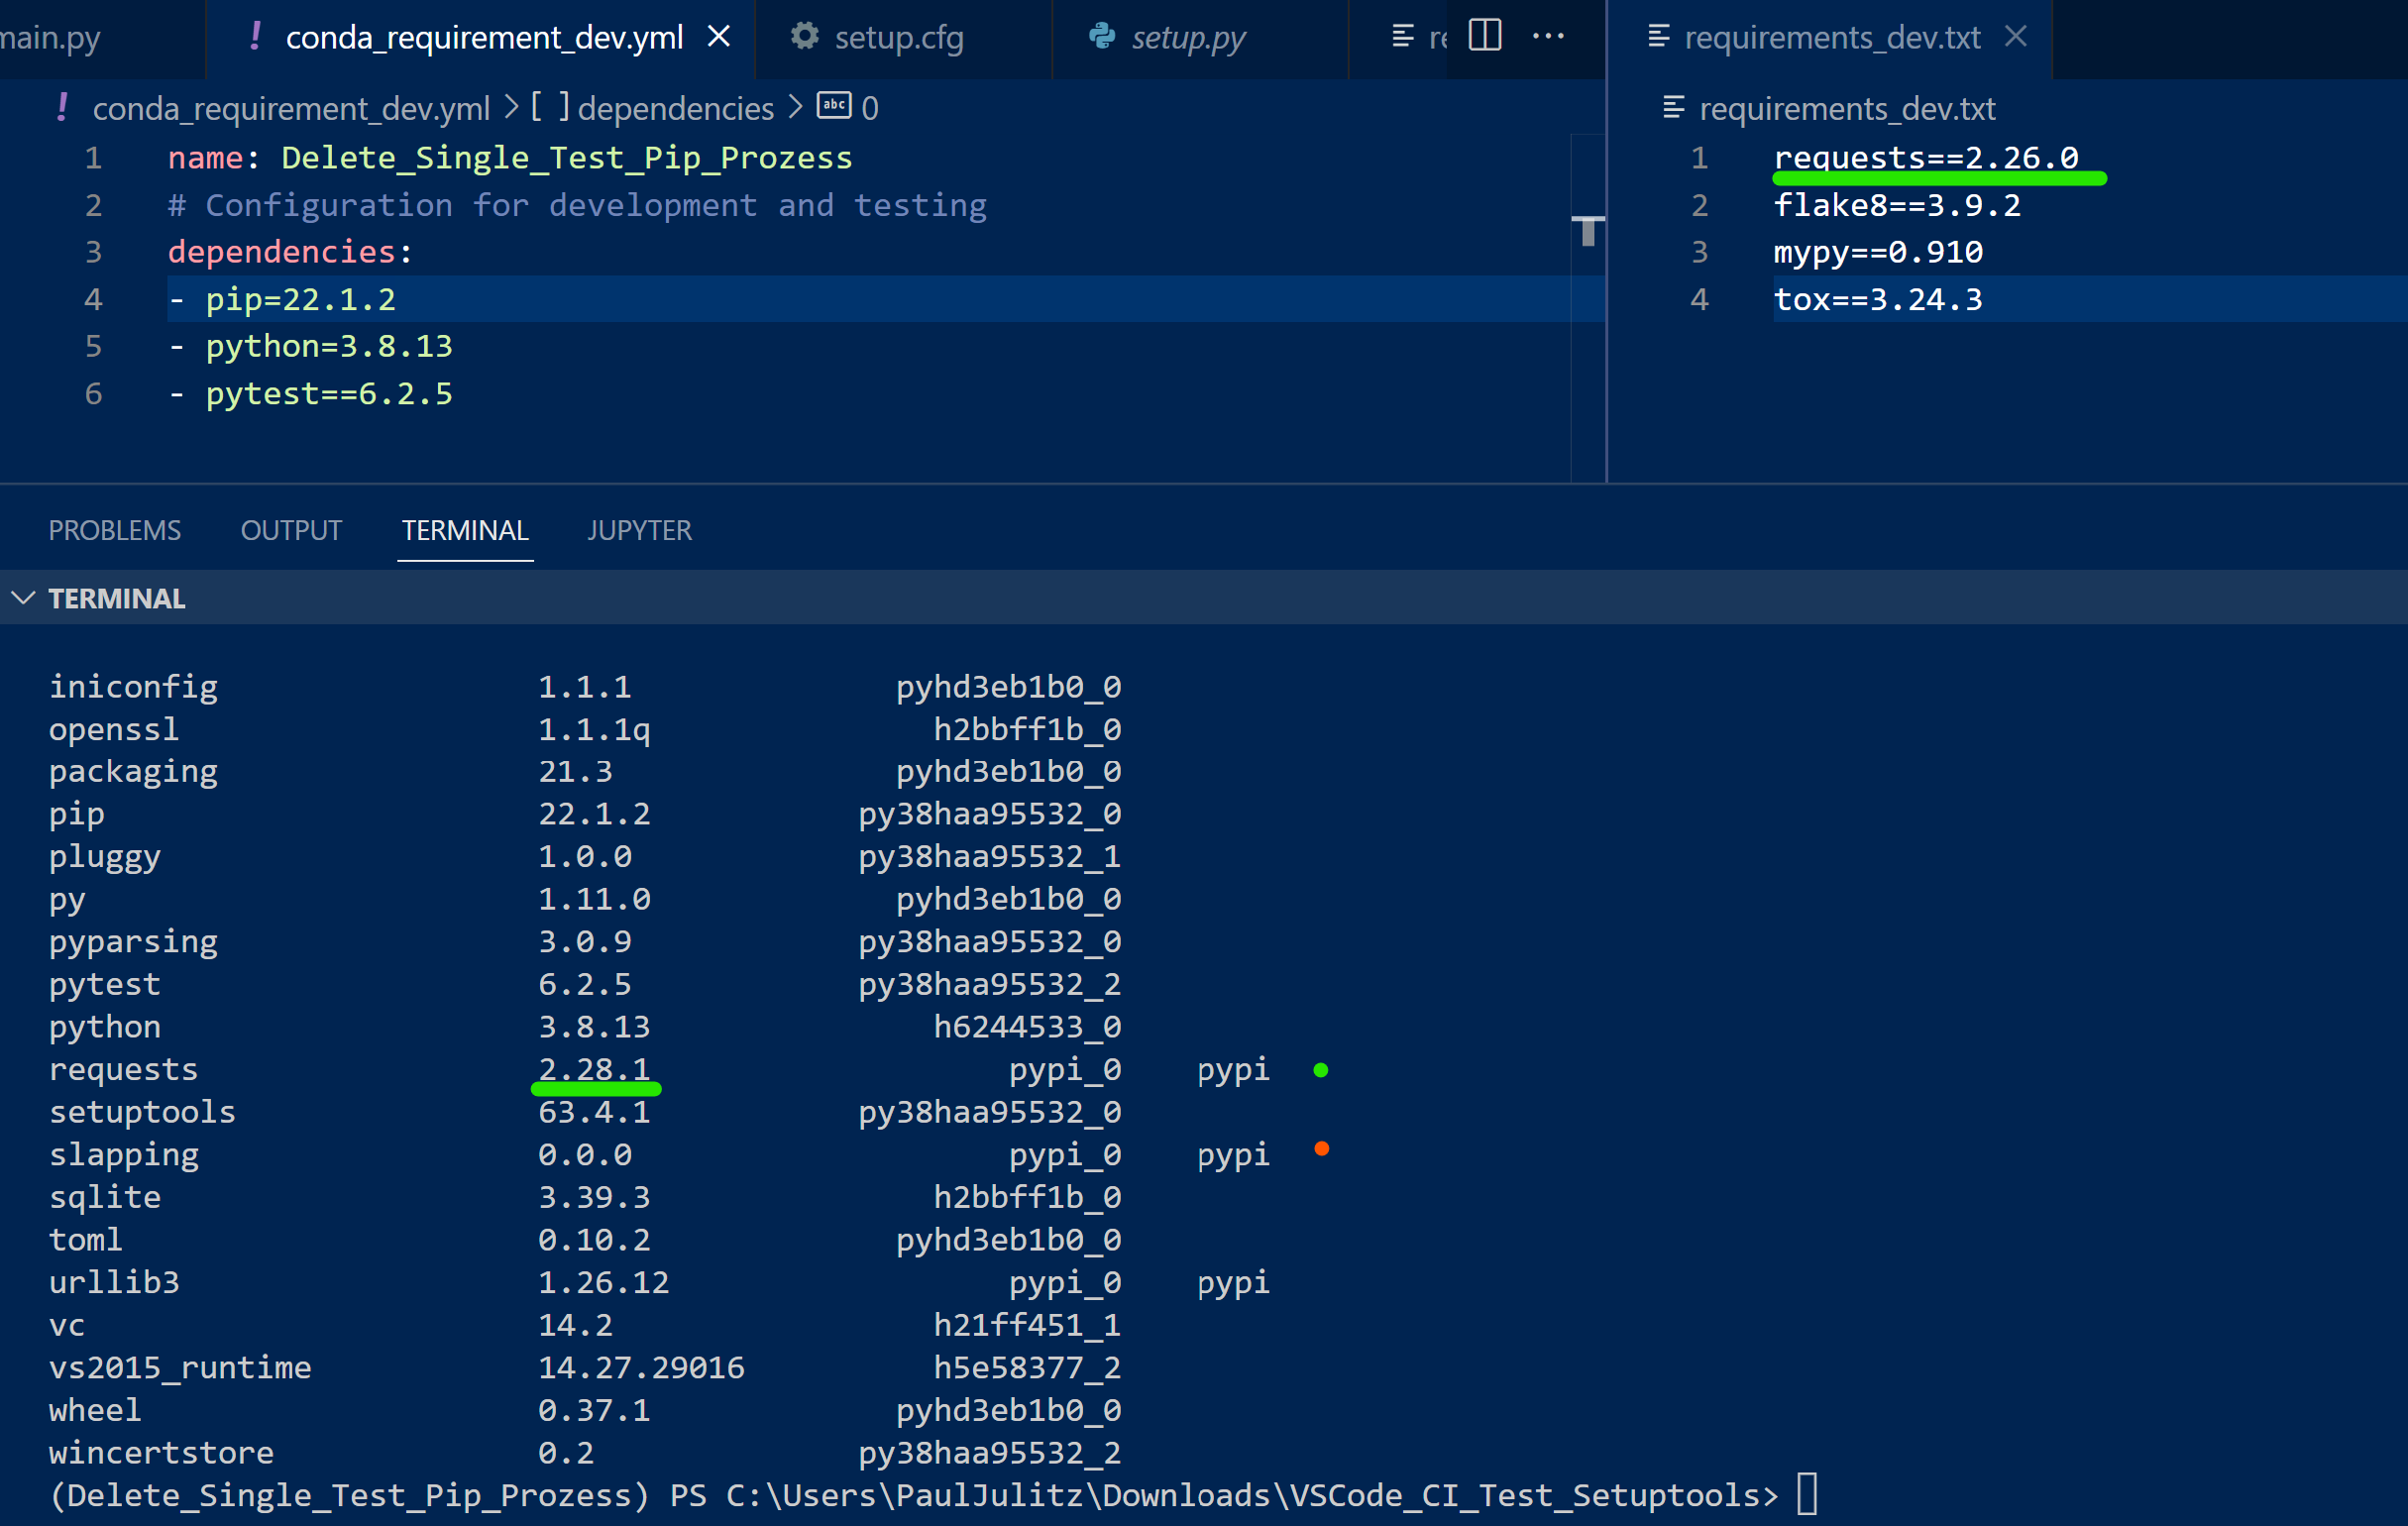 main.py conda_requirement_dev.yml setup.cfg setup.py re ··· requirements_dev.txt
conda_requirement_dev.yml > [ ] dependencies > abc 0
1 name: Delete_Single_Test_Pip_Prozess
2 # Configuration for development and testing
3 dependencies:
4 - pip=22.1.2
5 - python=3.8.13
6 - pytest==6.2.5
requirements_dev.txt
1 requests==2.26.0
2 flake8==3.9.2
3 mypy==0.910
4 tox==3.24.3
PROBLEMS OUTPUT TERMINAL JUPYTER
TERMINAL
iniconfig 1.1.1 pyhd3eb1b0_0
openssl 1.1.1q h2bbff1b_0
packaging 21.3 pyhd3eb1b0_0
pip 22.1.2 py38haa95532_0
pluggy 1.0.0 py38haa95532_1
py 1.11.0 pyhd3eb1b0_0
pyparsing 3.0.9 py38haa95532_0
pytest 6.2.5 py38haa95532_2
python 3.8.13 h6244533_0
requests 2.28.1 pypi_0 pypi
setuptools 63.4.1 py38haa95532_0
slapping 0.0.0 pypi_0 pypi
sqlite 3.39.3 h2bbff1b_0
toml 0.10.2 pyhd3eb1b0_0
urllib3 1.26.12 pypi_0 pypi
vc 14.2 h21ff451_1
vs2015_runtime 14.27.29016 h5e58377_2
wheel 0.37.1 pyhd3eb1b0_0
wincertstore 0.2 py38haa95532_2
(Delete_Single_Test_Pip_Prozess) PS C:\Users\PaulJulitz\Downloads\VSCode_CI_Test_Setuptools>